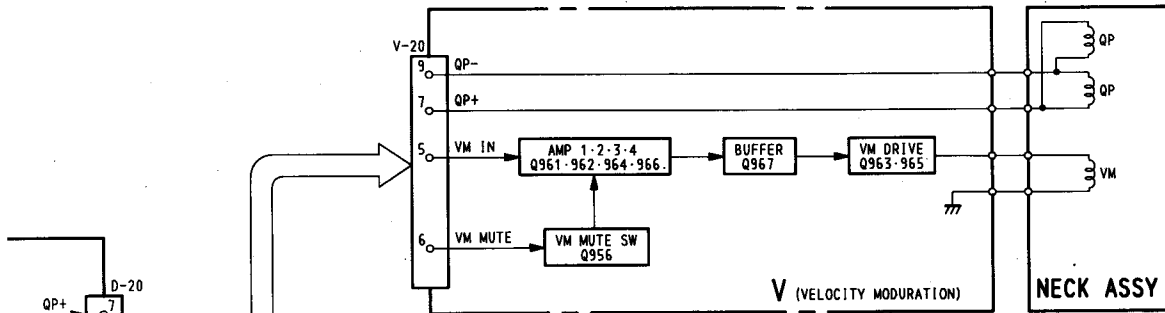 V-20
9 QP-
QP
7 QP+
QP
5 VM IN
AMP 1·2·3·4
Q961·962·964·966.
BUFFER
Q967
VM DRIVE
Q963·965
VM
6 VM MUTE
VM MUTE SW
Q956
D-20
QP+ 7
V (VELOCITY MODURATION)
NECK ASSY